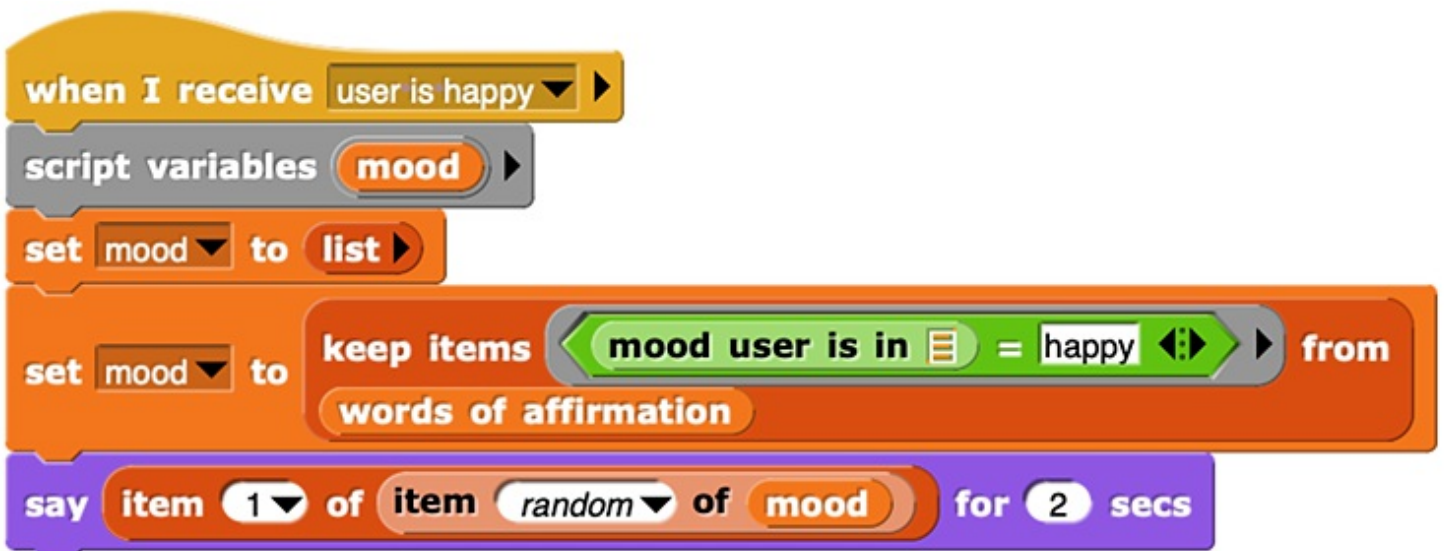 when I receive user is happy
script variables mood
set mood to list
set mood to keep items mood user is in = happy from
words of affirmation
say item 1 of item random of mood for 2 secs